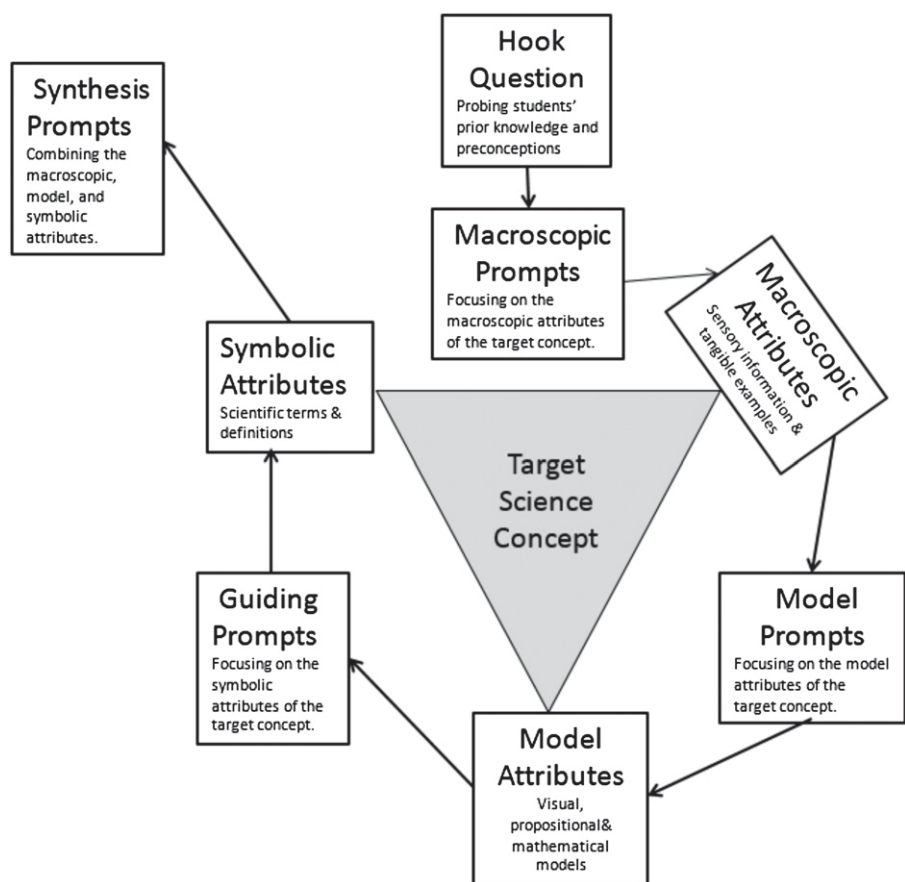 Hook
Question
Probing students’
prior knowledge and
preconceptions
Macroscopic
Prompts
Focusing on the
macroscopic attributes
of the target concept.
Macroscopic
Attributes
Sensory information &
tangible examples
Model
Prompts
Focusing on the model
attributes of the
target concept.
Model
Attributes
Visual,
propositional&
mathematical
models
Guiding
Prompts
Focusing on the
symbolic
attributes of the
target concept.
Symbolic
Attributes
Scientific terms &
definitions
Synthesis
Prompts
Combining the
macroscopic,
model, and
symbolic
attributes.
Target
Science
Concept